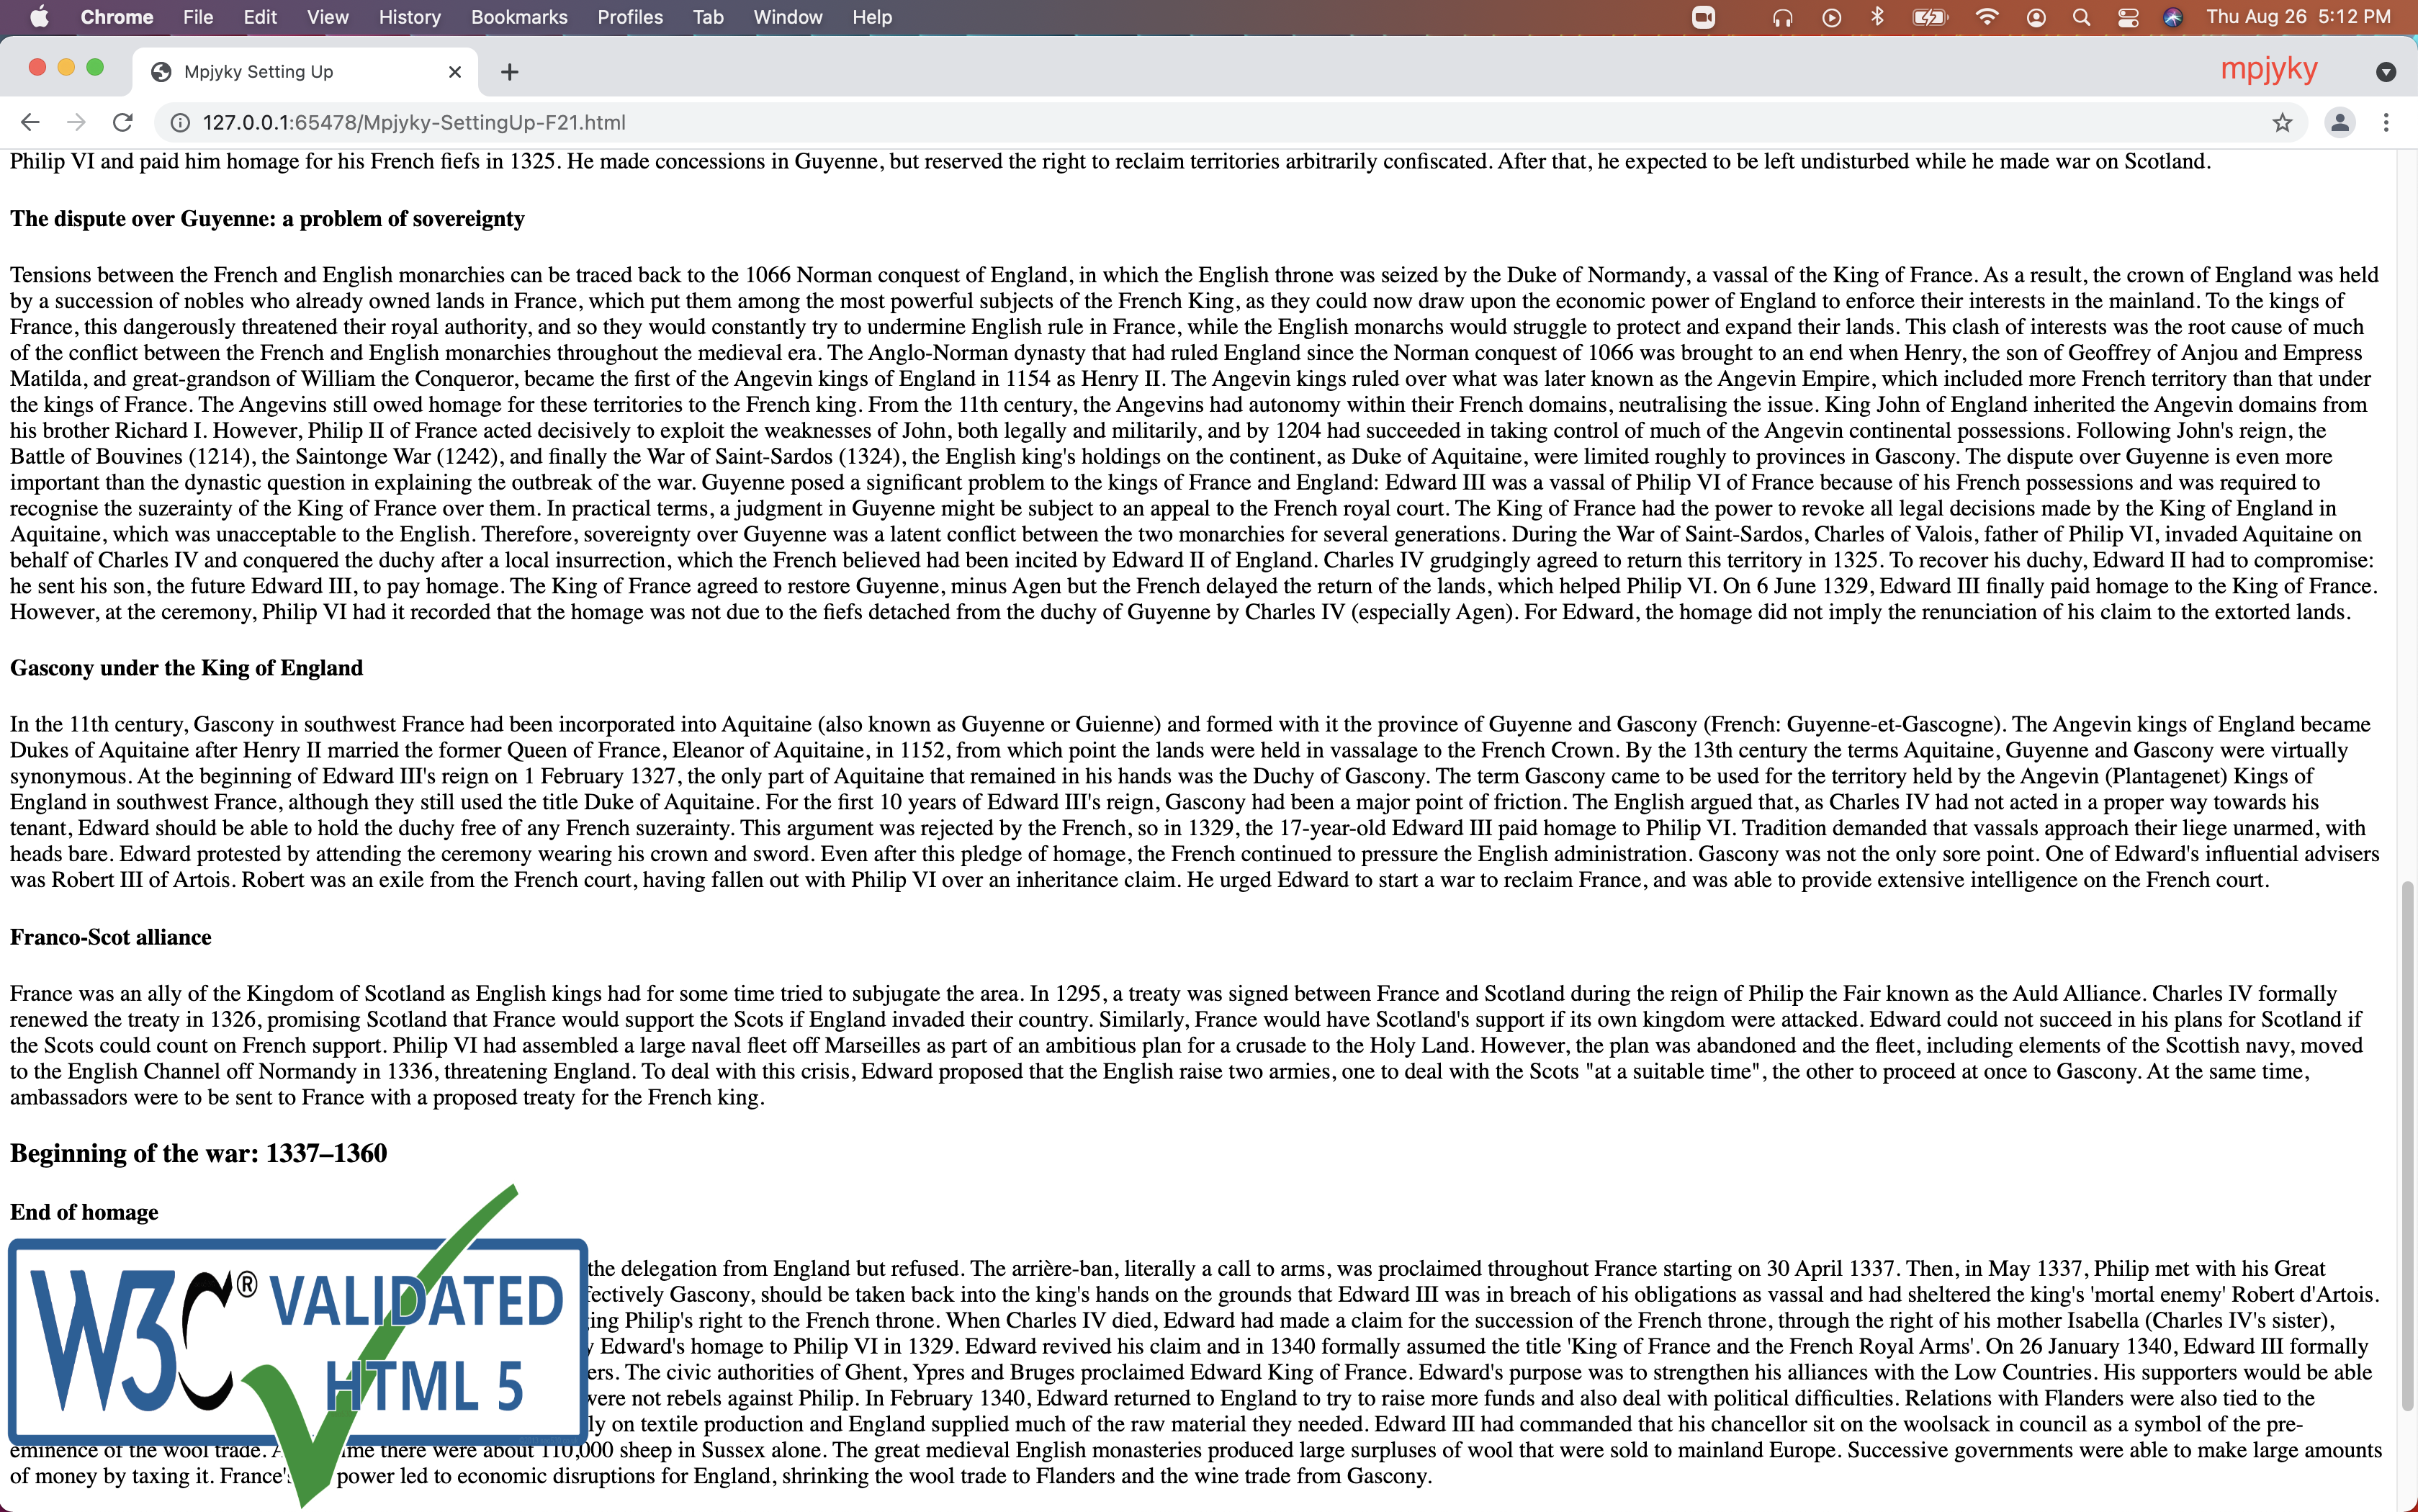 Chrome File Edit View History Bookmarks Profiles Tab Window Help Thu Aug 26 5:12 PM
Mpjyky Setting Up mpjyky
127.0.0.1:65478/Mpjyky-SettingUp-F21.html
Philip VI and paid him homage for his French fiefs in 1325. He made concessions in Guyenne, but reserved the right to reclaim territories arbitrarily confiscated. After that, he expected to be left undisturbed while he made war on Scotland.
The dispute over Guyenne: a problem of sovereignty
Tensions between the French and English monarchies can be traced back to the 1066 Norman conquest of England, in which the English throne was seized by the Duke of Normandy, a vassal of the King of France. As a result, the crown of England was held
by a succession of nobles who already owned lands in France, which put them among the most powerful subjects of the French King, as they could now draw upon the economic power of England to enforce their interests in the mainland. To the kings of
France, this dangerously threatened their royal authority, and so they would constantly try to undermine English rule in France, while the English monarchs would struggle to protect and expand their lands. This clash of interests was the root cause of much
of the conflict between the French and English monarchies throughout the medieval era. The Anglo-Norman dynasty that had ruled England since the Norman conquest of 1066 was brought to an end when Henry, the son of Geoffrey of Anjou and Empress
Matilda, and great-grandson of William the Conqueror, became the first of the Angevin kings of England in 1154 as Henry II. The Angevin kings ruled over what was later known as the Angevin Empire, which included more French territory than that under
the kings of France. The Angevins still owed homage for these territories to the French king. From the 11th century, the Angevins had autonomy within their French domains, neutralising the issue. King John of England inherited the Angevin domains from
his brother Richard I. However, Philip II of France acted decisively to exploit the weaknesses of John, both legally and militarily, and by 1204 had succeeded in taking control of much of the Angevin continental possessions. Following John's reign, the
Battle of Bouvines (1214), the Saintonge War (1242), and finally the War of Saint-Sardos (1324), the English king's holdings on the continent, as Duke of Aquitaine, were limited roughly to provinces in Gascony. The dispute over Guyenne is even more
important than the dynastic question in explaining the outbreak of the war. Guyenne posed a significant problem to the kings of France and England: Edward III was a vassal of Philip VI of France because of his French possessions and was required to
recognise the suzerainty of the King of France over them. In practical terms, a judgment in Guyenne might be subject to an appeal to the French royal court. The King of France had the power to revoke all legal decisions made by the King of England in
Aquitaine, which was unacceptable to the English. Therefore, sovereignty over Guyenne was a latent conflict between the two monarchies for several generations. During the War of Saint-Sardos, Charles of Valois, father of Philip VI, invaded Aquitaine on
behalf of Charles IV and conquered the duchy after a local insurrection, which the French believed had been incited by Edward II of England. Charles IV grudgingly agreed to return this territory in 1325. To recover his duchy, Edward II had to compromise:
he sent his son, the future Edward III, to pay homage. The King of France agreed to restore Guyenne, minus Agen but the French delayed the return of the lands, which helped Philip VI. On 6 June 1329, Edward III finally paid homage to the King of France.
However, at the ceremony, Philip VI had it recorded that the homage was not due to the fiefs detached from the duchy of Guyenne by Charles IV (especially Agen). For Edward, the homage did not imply the renunciation of his claim to the extorted lands.
Gascony under the King of England
In the 11th century, Gascony in southwest France had been incorporated into Aquitaine (also known as Guyenne or Guienne) and formed with it the province of Guyenne and Gascony (French: Guyenne-et-Gascogne). The Angevin kings of England became
Dukes of Aquitaine after Henry II married the former Queen of France, Eleanor of Aquitaine, in 1152, from which point the lands were held in vassalage to the French Crown. By the 13th century the terms Aquitaine, Guyenne and Gascony were virtually
synonymous. At the beginning of Edward III's reign on 1 February 1327, the only part of Aquitaine that remained in his hands was the Duchy of Gascony. The term Gascony came to be used for the territory held by the Angevin (Plantagenet) Kings of
England in southwest France, although they still used the title Duke of Aquitaine. For the first 10 years of Edward III's reign, Gascony had been a major point of friction. The English argued that, as Charles IV had not acted in a proper way towards his
tenant, Edward should be able to hold the duchy free of any French suzerainty. This argument was rejected by the French, so in 1329, the 17-year-old Edward III paid homage to Philip VI. Tradition demanded that vassals approach their liege unarmed, with
heads bare. Edward protested by attending the ceremony wearing his crown and sword. Even after this pledge of homage, the French continued to pressure the English administration. Gascony was not the only sore point. One of Edward's influential advisers
was Robert III of Artois. Robert was an exile from the French court, having fallen out with Philip VI over an inheritance claim. He urged Edward to start a war to reclaim France, and was able to provide extensive intelligence on the French court.
Franco-Scot alliance
France was an ally of the Kingdom of Scotland as English kings had for some time tried to subjugate the area. In 1295, a treaty was signed between France and Scotland during the reign of Philip the Fair known as the Auld Alliance. Charles IV formally
renewed the treaty in 1326, promising Scotland that France would support the Scots if England invaded their country. Similarly, France would have Scotland's support if its own kingdom were attacked. Edward could not succeed in his plans for Scotland if
the Scots could count on French support. Philip VI had assembled a large naval fleet off Marseilles as part of an ambitious plan for a crusade to the Holy Land. However, the plan was abandoned and the fleet, including elements of the Scottish navy, moved
to the English Channel off Normandy in 1336, threatening England. To deal with this crisis, Edward proposed that the English raise two armies, one to deal with the Scots "at a suitable time", the other to proceed at once to Gascony. At the same time,
ambassadors were to be sent to France with a proposed treaty for the French king.
Beginning of the war: 1337–1360
End of homage
the delegation from England but refused. The arrière-ban, literally a call to arms, was proclaimed throughout France starting on 30 April 1337. Then, in May 1337, Philip met with his Great
fectively Gascony, should be taken back into the king's hands on the grounds that Edward III was in breach of his obligations as vassal and had sheltered the king's 'mortal enemy' Robert d'Artois.
ing Philip's right to the French throne. When Charles IV died, Edward had made a claim for the succession of the French throne, through the right of his mother Isabella (Charles IV's sister),
Edward's homage to Philip VI in 1329. Edward revived his claim and in 1340 formally assumed the title 'King of France and the French Royal Arms'. On 26 January 1340, Edward III formally
ers. The civic authorities of Ghent, Ypres and Bruges proclaimed Edward King of France. Edward's purpose was to strengthen his alliances with the Low Countries. His supporters would be able
were not rebels against Philip. In February 1340, Edward returned to England to try to raise more funds and also deal with political difficulties. Relations with Flanders were also tied to the
ly on textile production and England supplied much of the raw material they needed. Edward III had commanded that his chancellor sit on the woolsack in council as a symbol of the pre-
eminence of the wool trade. me there were about 110,000 sheep in Sussex alone. The great medieval English monasteries produced large surpluses of wool that were sold to mainland Europe. Successive governments were able to make large amounts
of money by taxing it. France's power led to economic disruptions for England, shrinking the wool trade to Flanders and the wine trade from Gascony.
W3C® VALIDATED
HTML 5